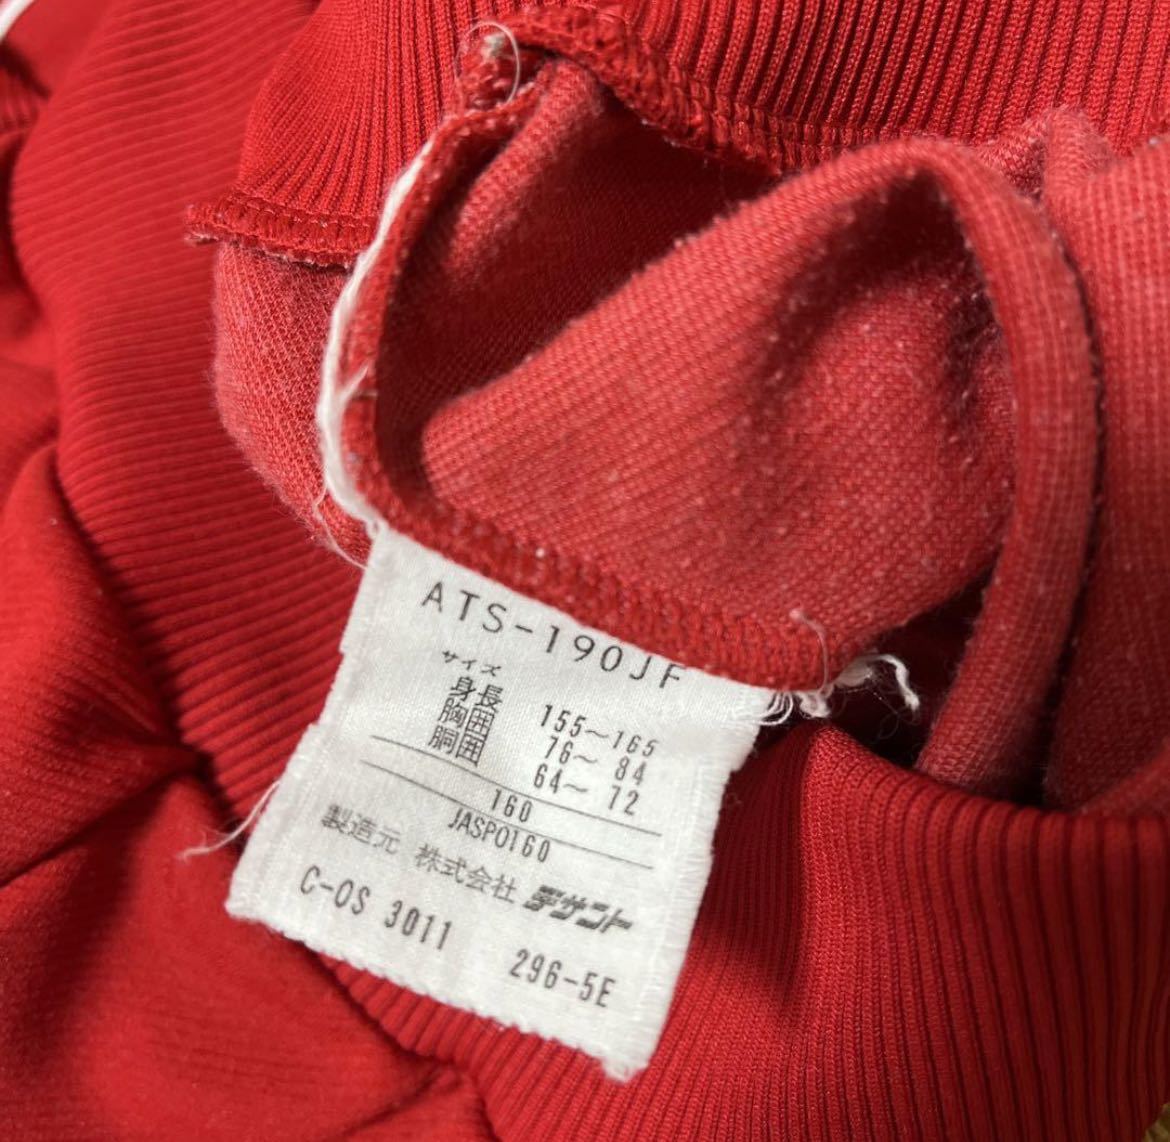 ATS-190JF
サイズ
身長 155〜165
胸囲 76〜 84
胴囲 64〜 72
160
JASPO160
製造元 株式会社 デサント
C-OS 3011 296-5E